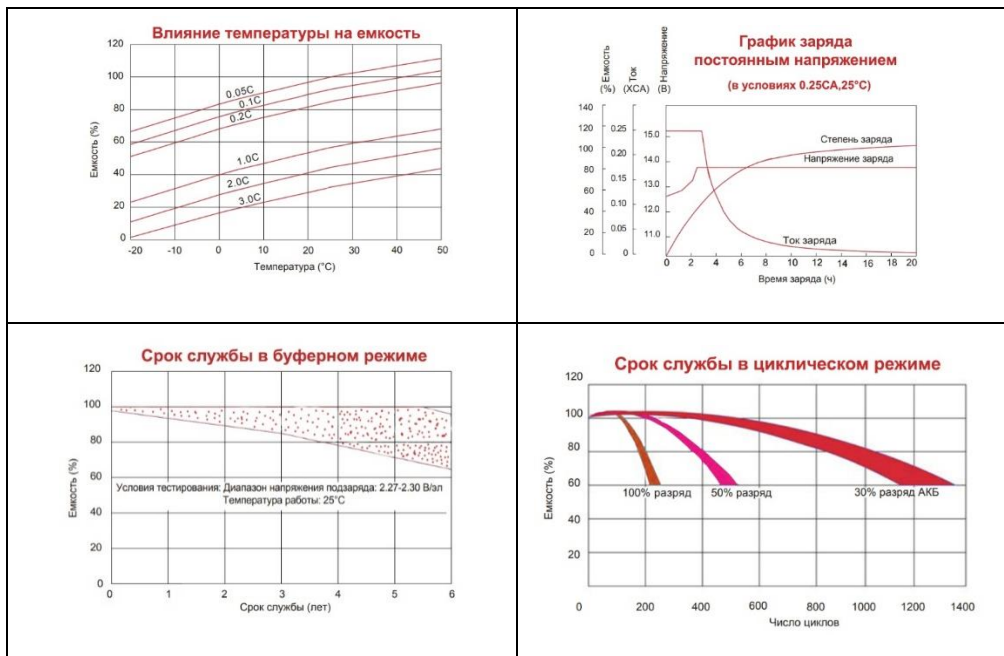 Влияние температуры на емкость
120
100
80
60
40
20
0
Емкость (%)
0.05C
0.1C
0.2C
1.0C
2.0C
3.0C
-20 -10 0 10 20 30 40 50
Температура (°C)
График заряда
постоянным напряжением
(в условиях 0.25CA,25°C)
Емкость (%)
Ток (XCA)
Напряжение (В)
140
120
100
80
60
40
20
0
0.25
0.20
0.15
0.10
0.05
0
15.0
14.0
13.0
12.0
11.0
Степень заряда
Напряжение заряда
Ток заряда
0 2 4 6 8 10 12 14 16 18 20
Время заряда (ч)
Срок службы в буферном режиме
120
100
80
60
40
20
0
Емкость (%)
Условия тестирования: Диапазон напряжения подзаряда: 2.27-2.30 В/эл
Температура работы: 25°C
0 1 2 3 4 5 6
Срок службы (лет)
Срок службы в циклическом режиме
120
100
80
60
40
20
Емкость (%)
100% разряд 50% разряд 30% разряд АКБ
0 200 400 600 800 1000 1200 1400
Число циклов